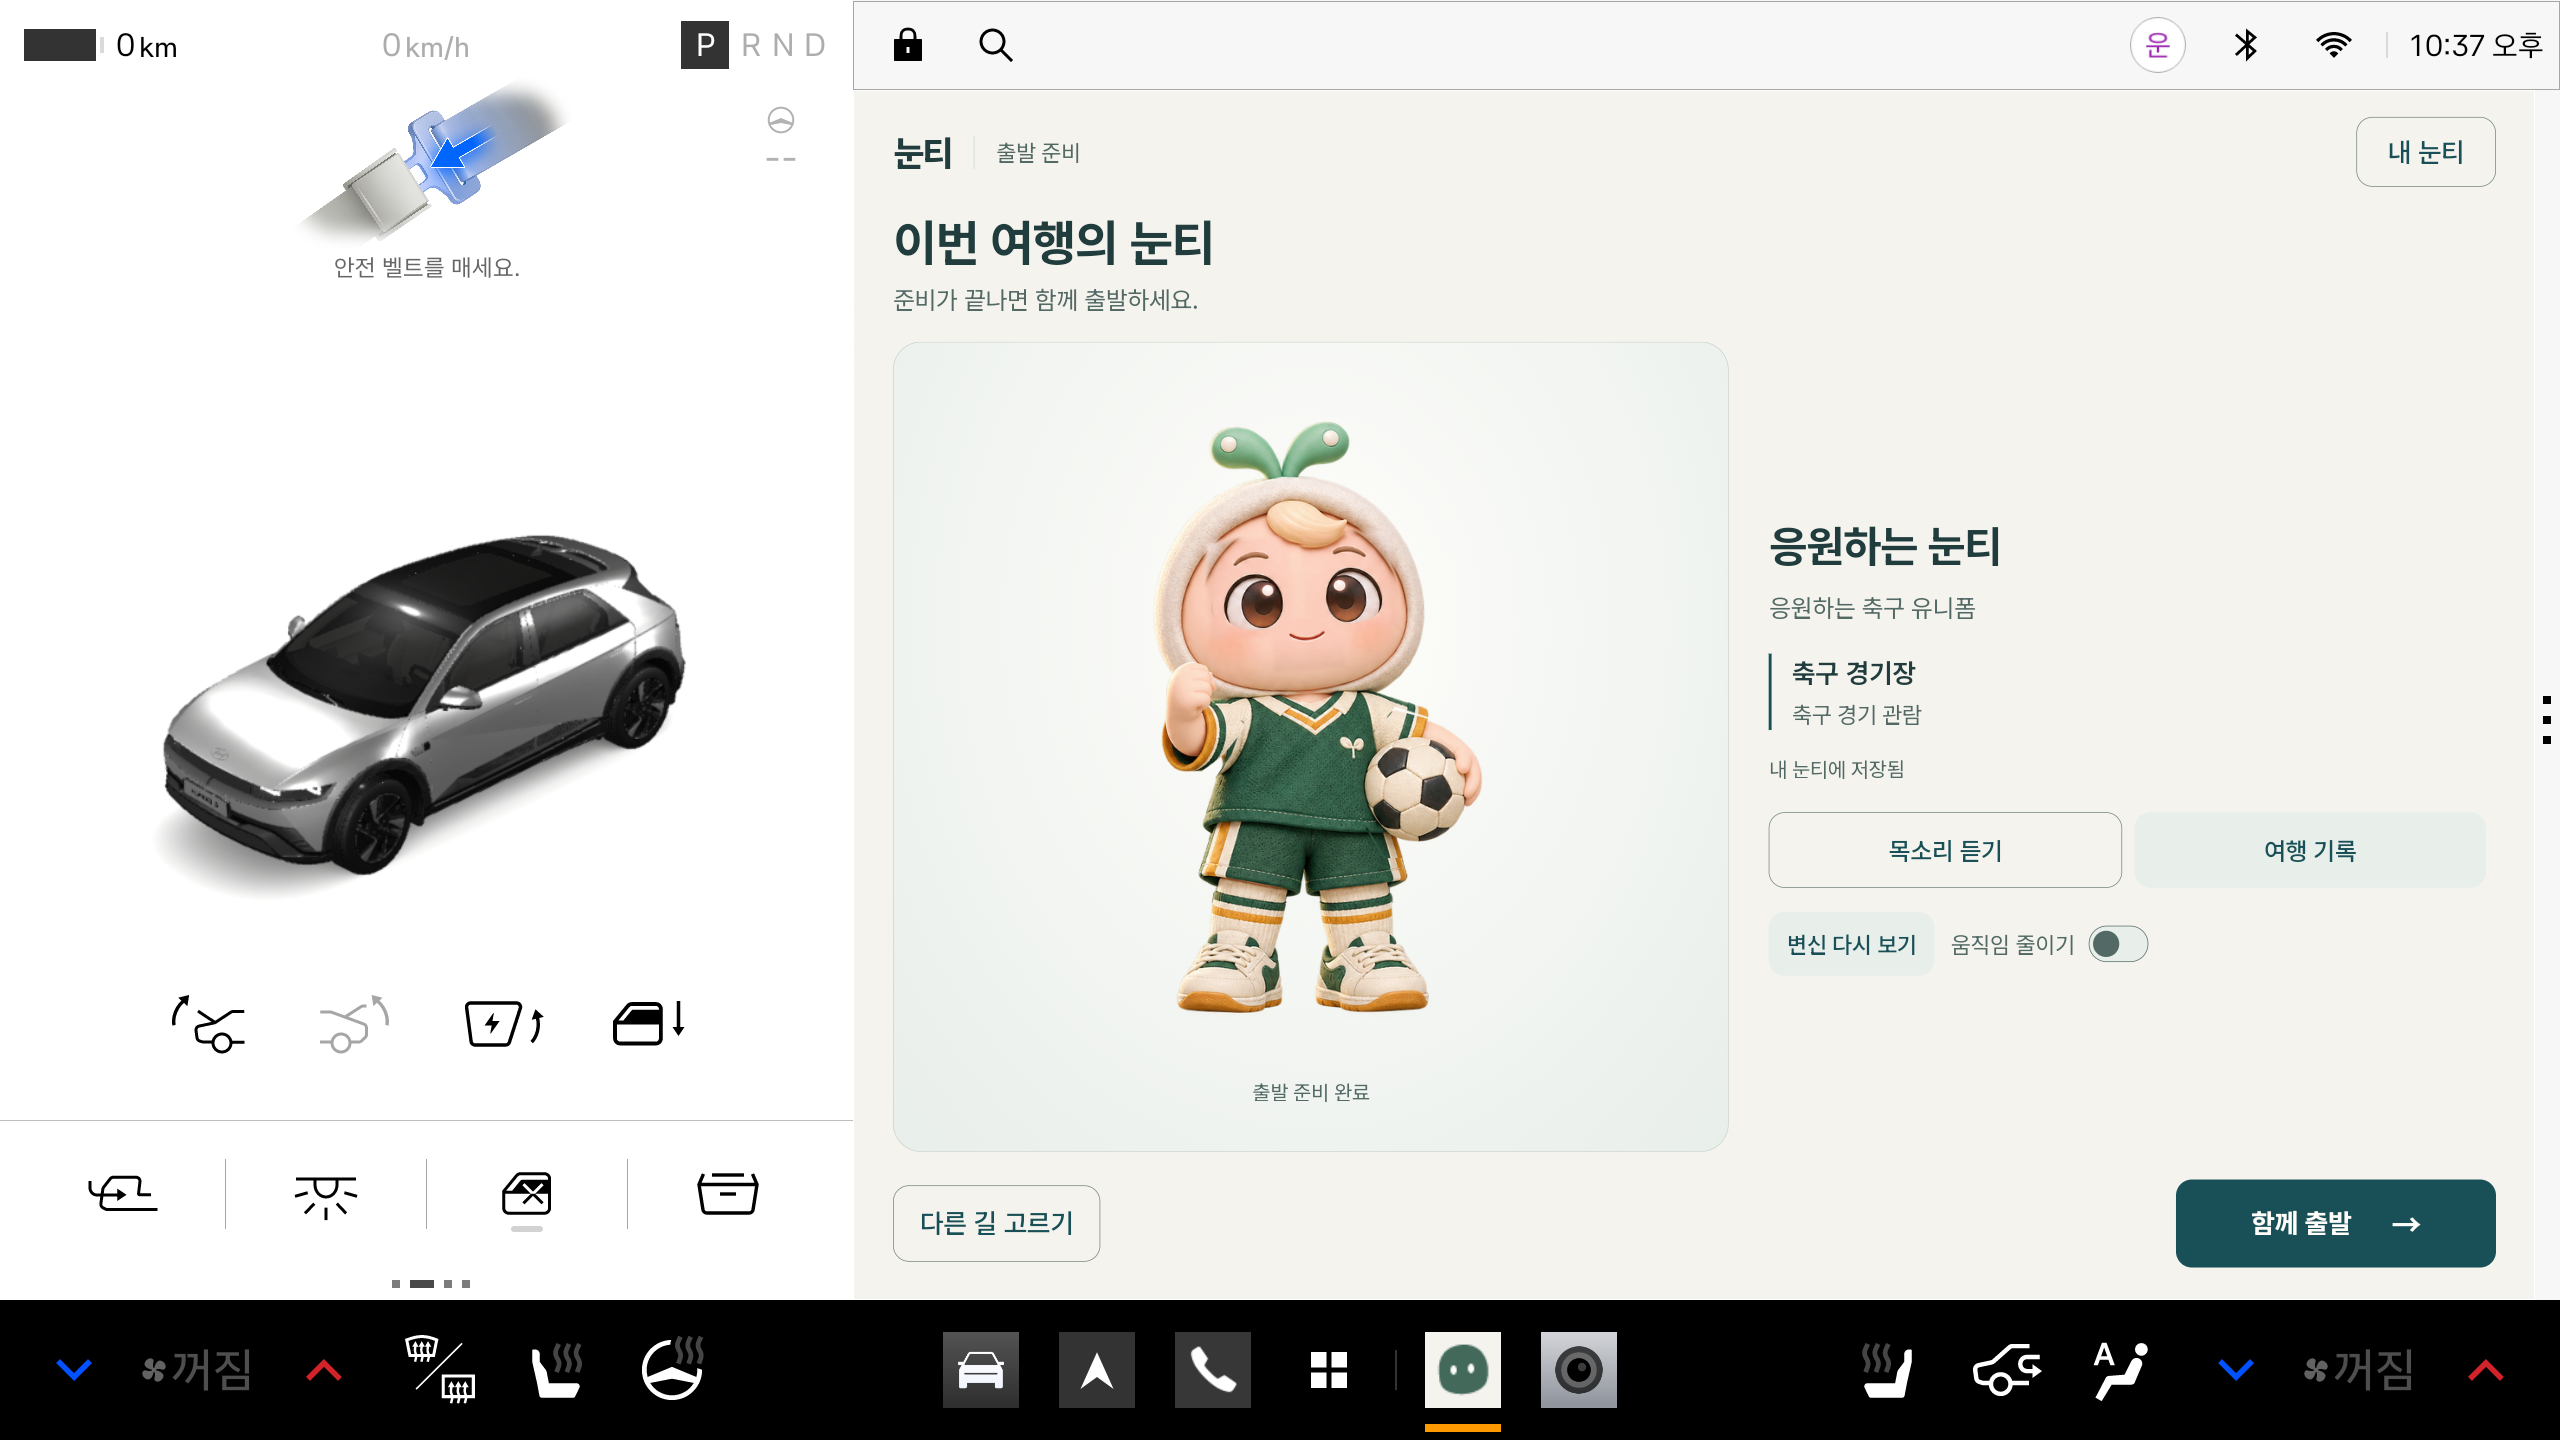 0 km
0 km/h
P R N D
안전 벨트를 매세요.
운
10:37 오후
눈티
출발 준비
내 눈티
이번 여행의 눈티
준비가 끝나면 함께 출발하세요.
출발 준비 완료
응원하는 눈티
응원하는 축구 유니폼
축구 경기장
축구 경기 관람
내 눈티에 저장됨
목소리 듣기
여행 기록
변신 다시 보기
움직임 줄이기
다른 길 고르기
함께 출발 →
꺼짐
A
꺼짐